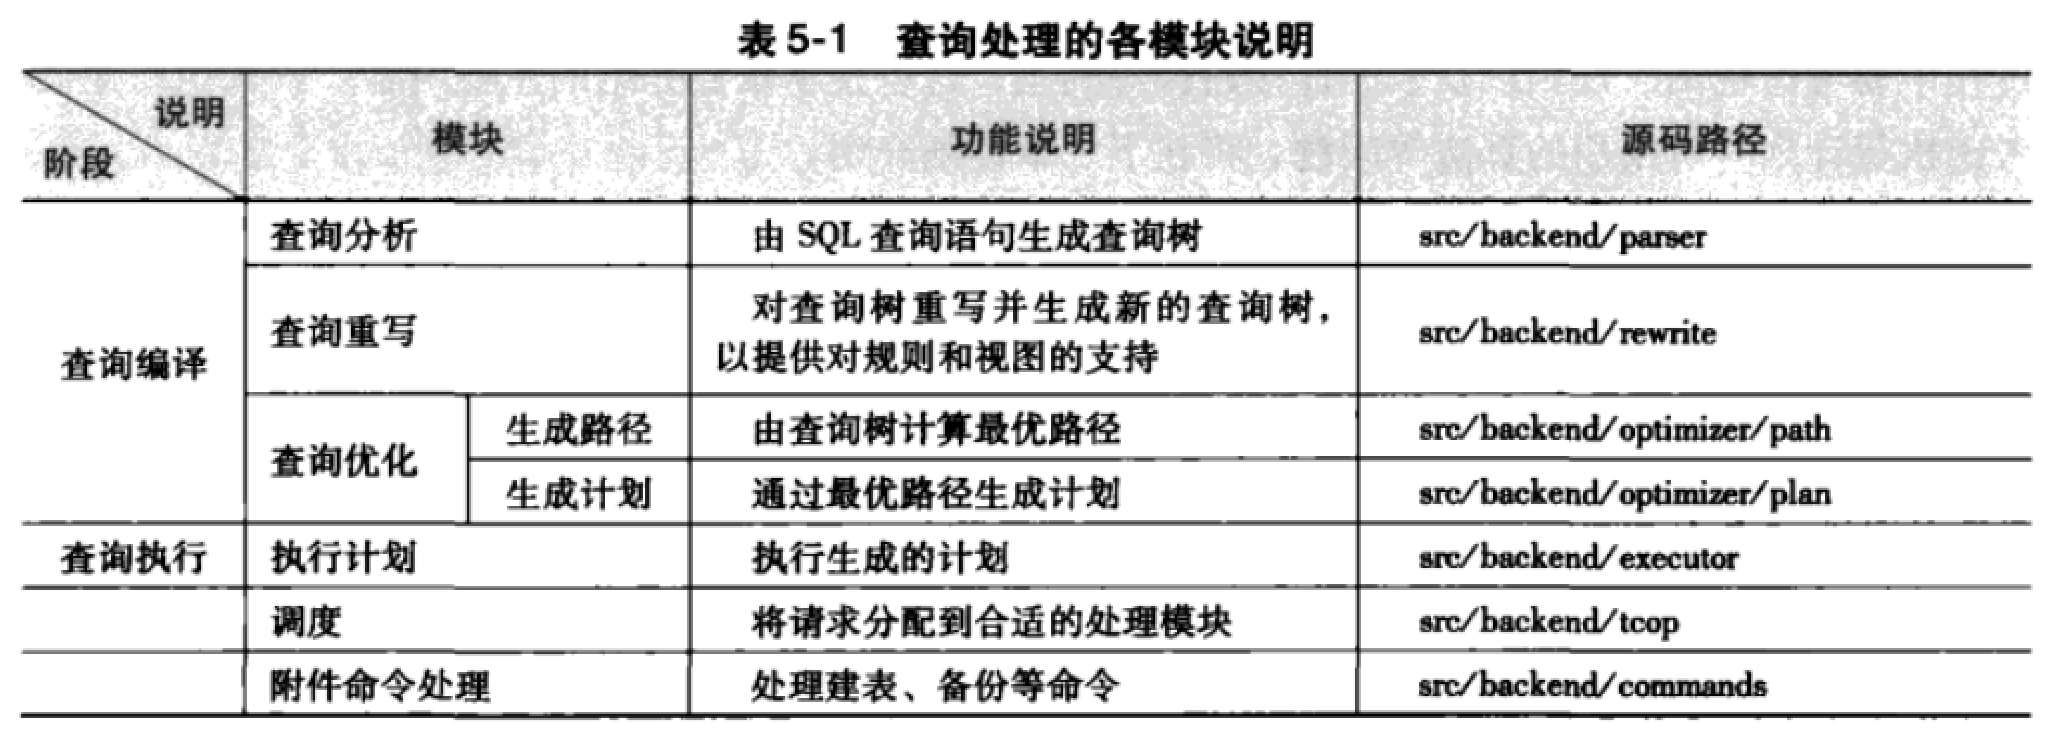 表 5-1 查询处理的各模块说明
说明
阶段
模块
功能说明
源码路径
查询编译
查询分析
由 SQL 查询语句生成查询树
src/backend/parser
查询重写
对查询树重写并生成新的查询树，
以提供对规则和视图的支持
src/backend/rewrite
查询优化
生成路径
由查询树计算最优路径
src/backend/optimizer/path
生成计划
通过最优路径生成计划
src/backend/optimizer/plan
查询执行
执行计划
执行生成的计划
src/backend/executor
调度
将请求分配到合适的处理模块
src/backend/tcop
附件命令处理
处理建表、备份等命令
src/backend/commands